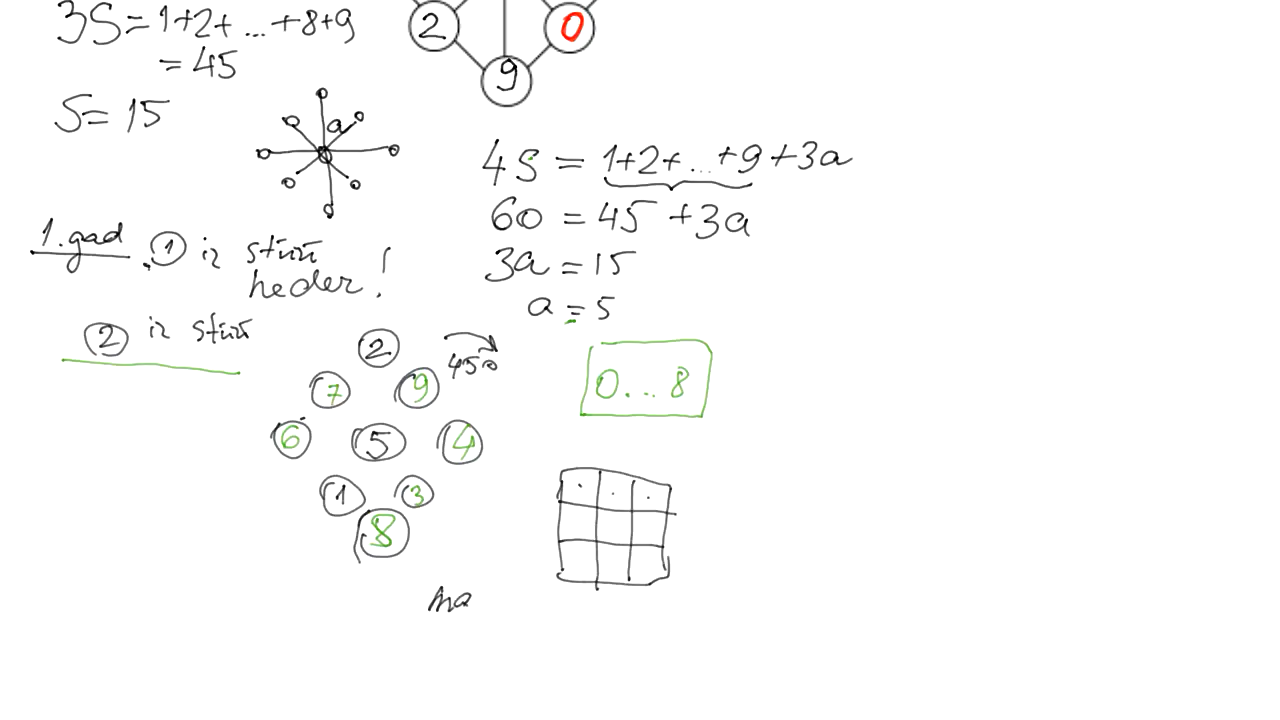 3S = 1+2+ ... +8+9
= 45
S = 15
2
0
9
a
4S = 1+2+ ... +9+3a
60 = 45 + 3a
3a = 15
a = 5
1. gad.
① ir stūrī
neder!
② ir stūrī
45°
2
7 9
6 5 4
1 3
8
0...8